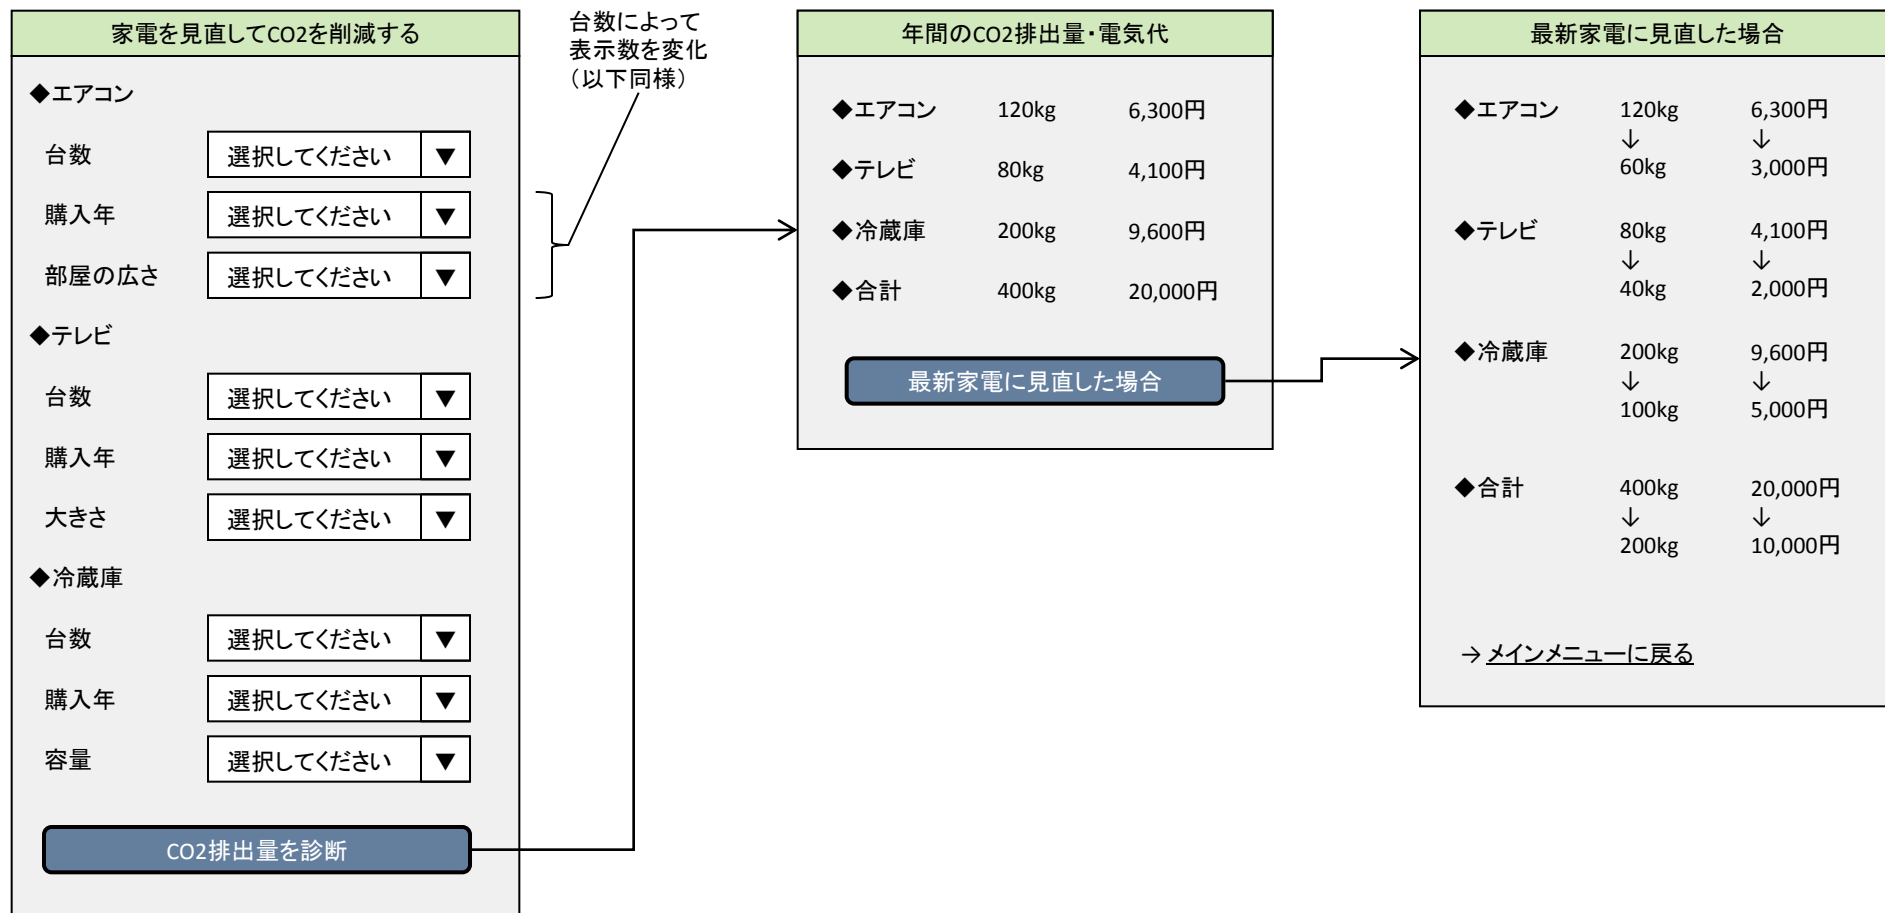 家電を見直してCO2を削減する
◆エアコン
台数 選択してください ▼
購入年 選択してください ▼
部屋の広さ 選択してください ▼
◆テレビ
台数 選択してください ▼
購入年 選択してください ▼
大きさ 選択してください ▼
◆冷蔵庫
台数 選択してください ▼
購入年 選択してください ▼
容量 選択してください ▼
CO2排出量を診断
台数によって
表示数を変化
（以下同様）
年間のCO2排出量・電気代
◆エアコン 120kg 6,300円
◆テレビ 80kg 4,100円
◆冷蔵庫 200kg 9,600円
◆合計 400kg 20,000円
最新家電に見直した場合
最新家電に見直した場合
◆エアコン 120kg 6,300円
↓ ↓
60kg 3,000円
◆テレビ 80kg 4,100円
↓ ↓
40kg 2,000円
◆冷蔵庫 200kg 9,600円
↓ ↓
100kg 5,000円
◆合計 400kg 20,000円
↓ ↓
200kg 10,000円
→メインメニューに戻る